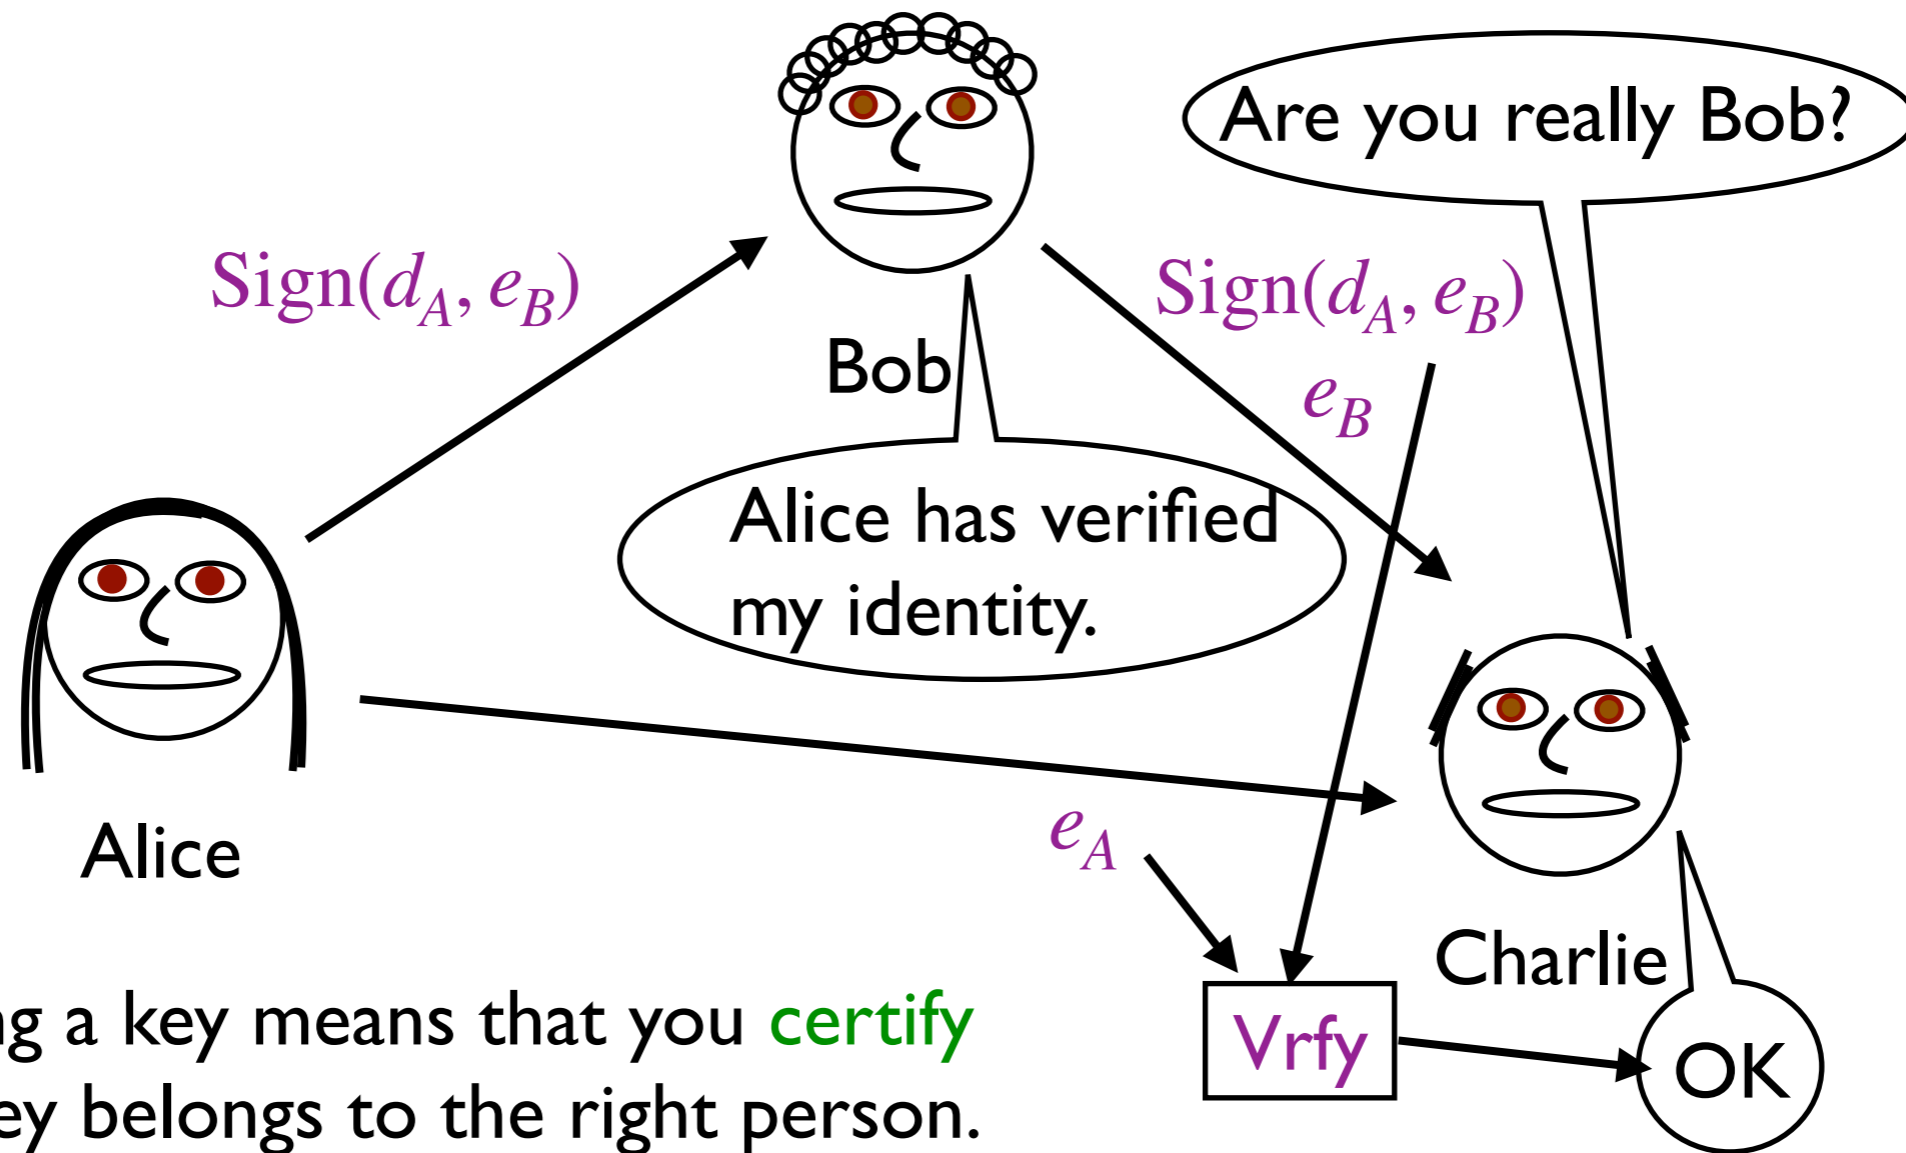 Are you really Bob?
Sign(d_A, e_B)
Sign(d_A, e_B)
Bob
e_B
Alice has verified
my identity.
e_A
Alice
Charlie
Vrfy
OK
a key means that you certify
belongs to the right person.